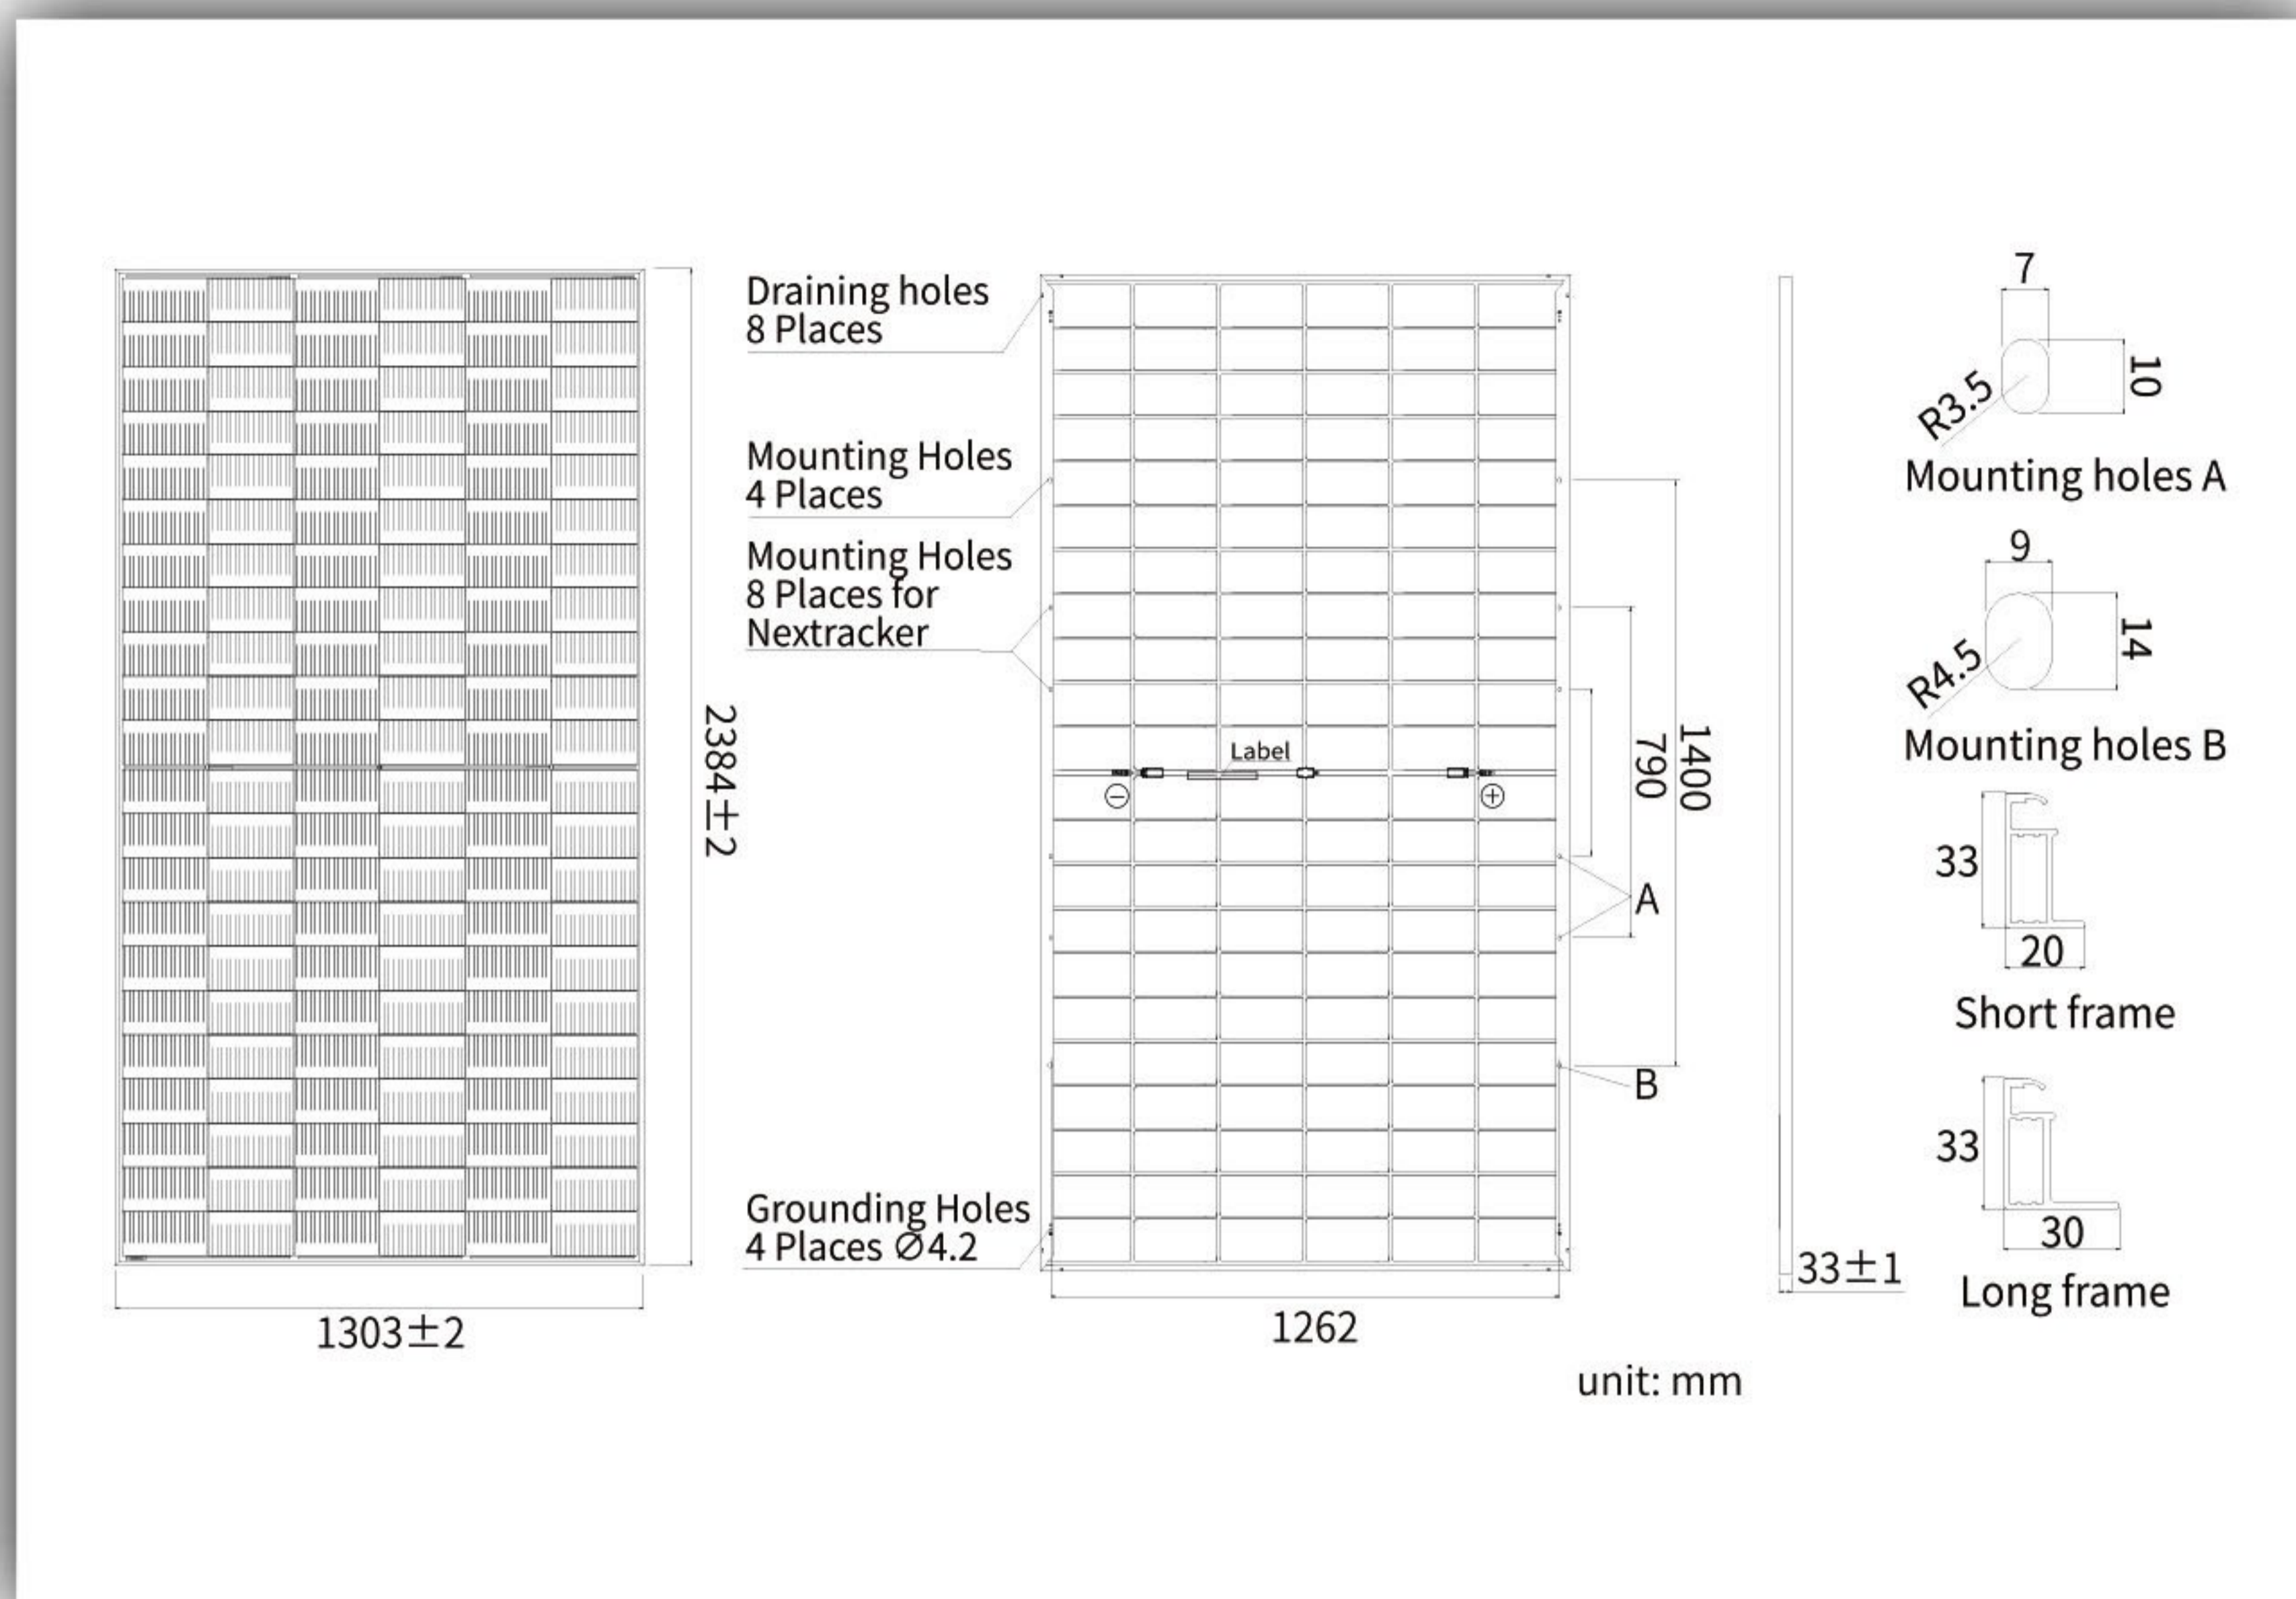 Draining holes
8 Places
Mounting Holes
4 Places
Mounting Holes
8 Places for
Nextracker
Grounding Holes
4 Places Ø4.2
2384±2
1303±2
Label
⊖
⊕
790
1400
A
B
1262
33±1
unit: mm
7
10
R3.5
Mounting holes A
9
14
R4.5
Mounting holes B
33
20
Short frame
33
30
Long frame